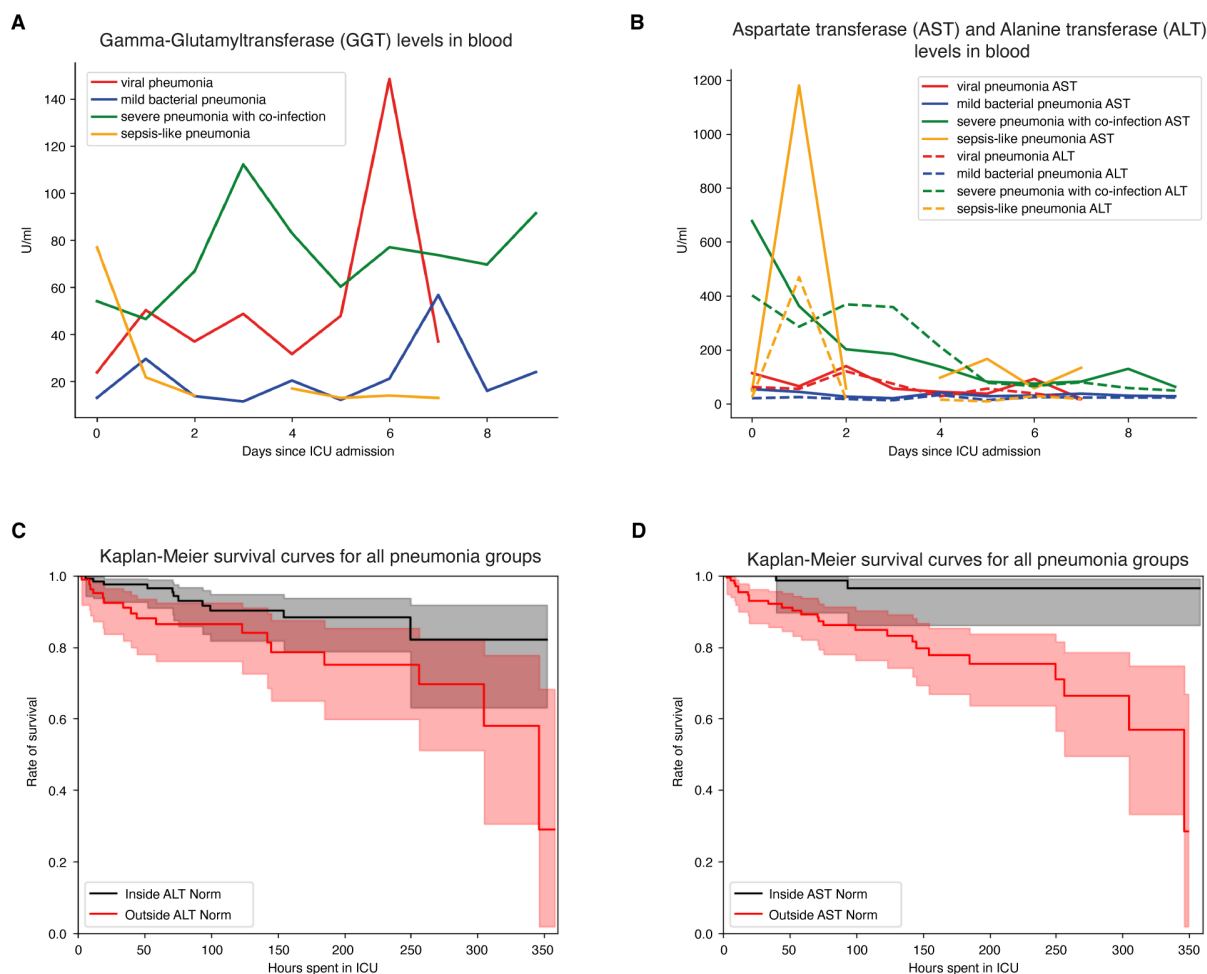 A
Gamma-Glutamyltransferase (GGT) levels in blood
viral pheumonia
mild bacterial pneumonia
severe pneumonia with co-infection
sepsis-like pneumonia
140
120
100
80
60
40
20
U/ml
0 2 4 6 8
Days since ICU admission
B
Aspartate transferase (AST) and Alanine transferase (ALT)
levels in blood
viral pneumonia AST
mild bacterial pneumonia AST
severe pneumonia with co-infection AST
sepsis-like pneumonia AST
viral pneumonia ALT
mild bacterial pneumonia ALT
severe pneumonia with co-infection ALT
sepsis-like pneumonia ALT
1200
1000
800
600
400
200
0
U/ml
0 2 4 6 8
Days since ICU admission
C
Kaplan-Meier survival curves for all pneumonia groups
1.0
0.8
0.6
0.4
0.2
0.0
Rate of survival
Inside ALT Norm
Outside ALT Norm
0 50 100 150 200 250 300 350
Hours spent in ICU
D
Kaplan-Meier survival curves for all pneumonia groups
1.0
0.8
0.6
0.4
0.2
0.0
Rate of survival
Inside AST Norm
Outside AST Norm
0 50 100 150 200 250 300 350
Hours spent in ICU